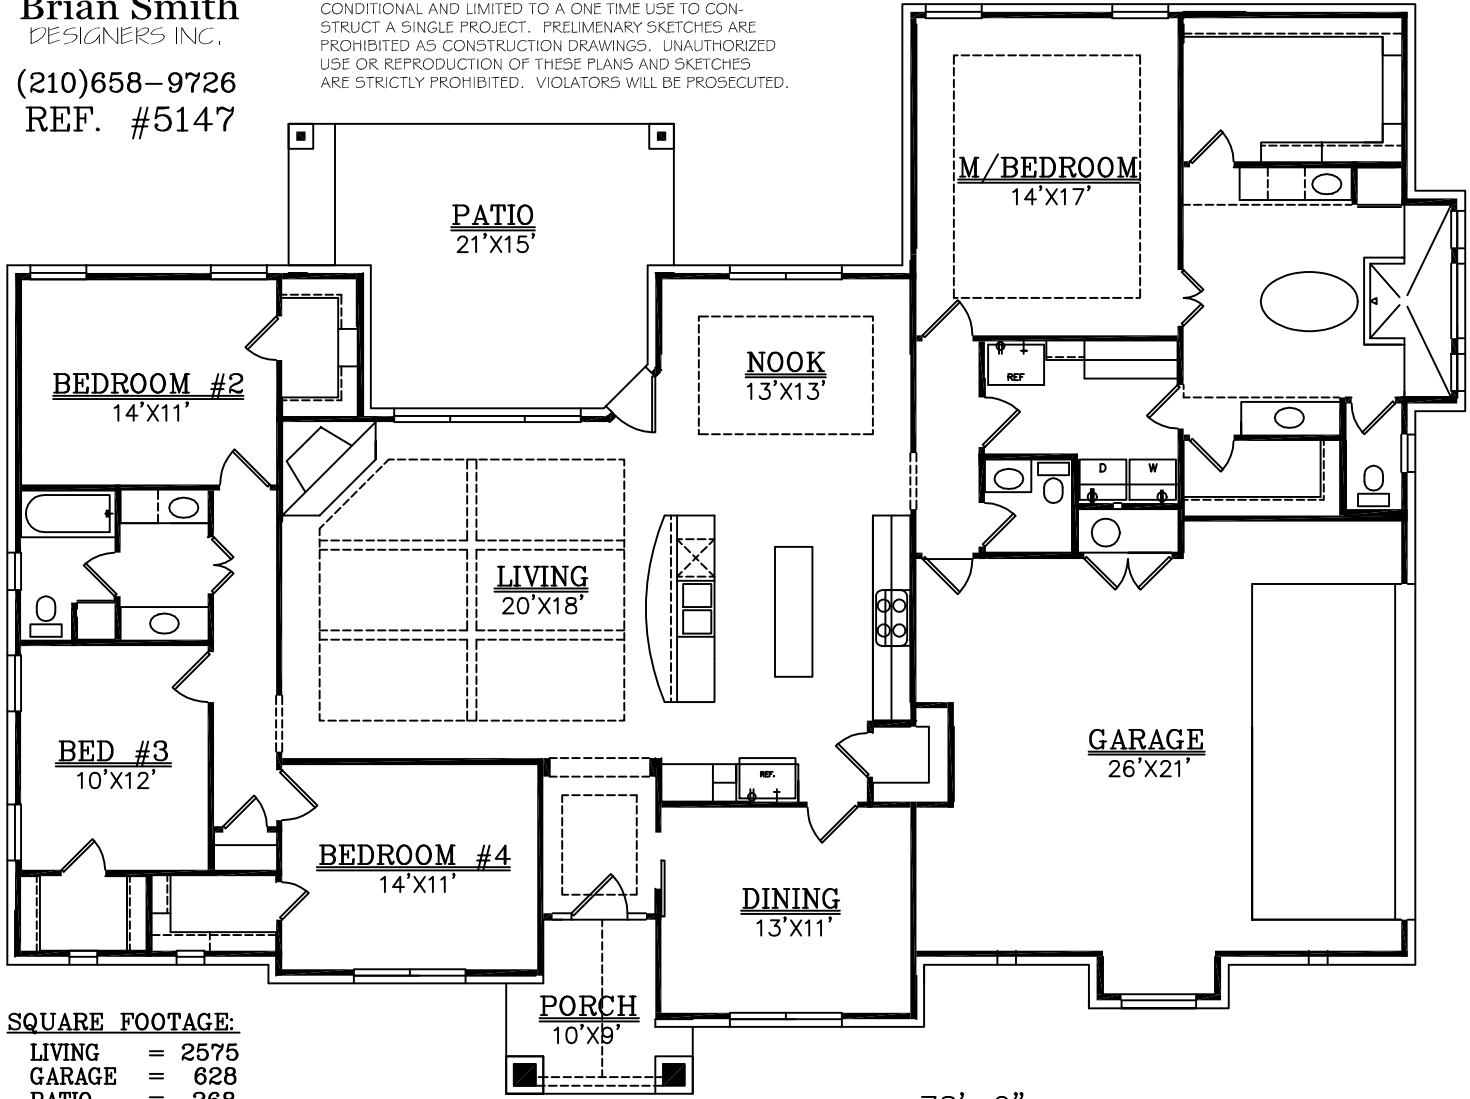 Brian Smith
DESIGNERS INC.
(210)658-9726
REF. #5147
CONDITIONAL AND LIMITED TO A ONE TIME USE TO CON-
STRUCT A SINGLE PROJECT. PRELIMENARY SKETCHES ARE
PROHIBITED AS CONSTRUCTION DRAWINGS. UNAUTHORIZED
USE OR REPRODUCTION OF THESE PLANS AND SKETCHES
ARE STRICTLY PROHIBITED. VIOLATORS WILL BE PROSECUTED.
M/BEDROOM
14'X17'
PATIO
21'X15'
NOOK
13'X13'
REF
BEDROOM #2
14'X11'
D W
LIVING
20'X18'
BED #3
10'X12'
GARAGE
26'X21'
REF.
BEDROOM #4
14'X11'
DINING
13'X11'
PORCH
10'X9'
SQUARE FOOTAGE:
LIVING = 2575
GARAGE = 628
PATIO = 268